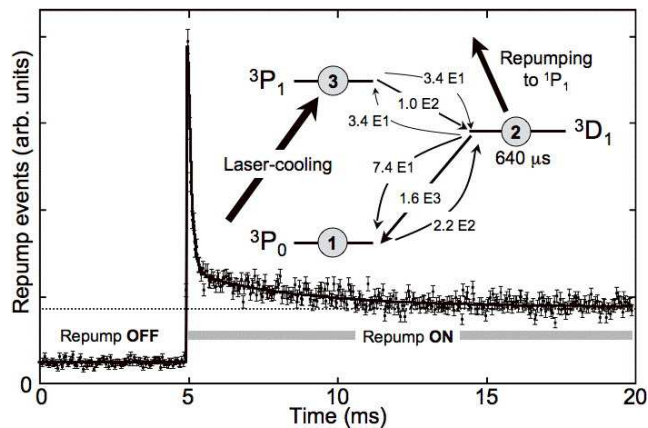 Repump events (arb. units)
0
Repump OFF
Repump ON
0
5
10
15
20
Time (ms)
Laser-cooling
³P₁
3
3.4 E1
1.0 E2
3.4 E1
Repumping
to ¹P₁
2
³D₁
640 μs
7.4 E1
1.6 E3
2.2 E2
³P₀
1